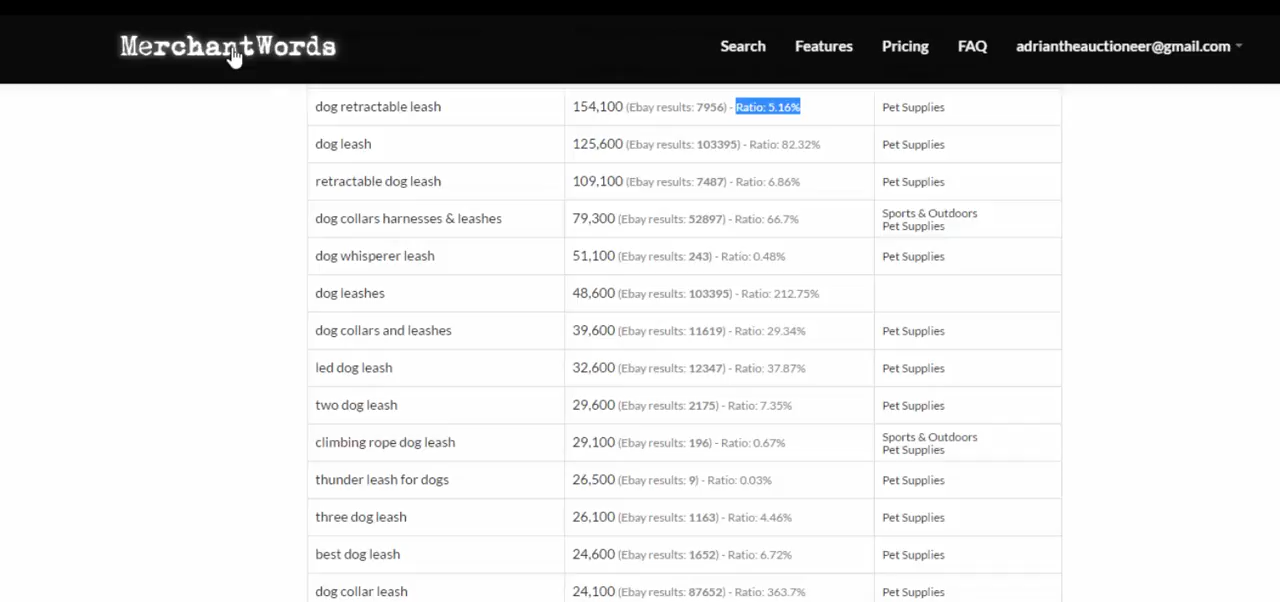 MerchantWords
Search Features Pricing FAQ adriantheauctioneer@gmail.com
dog retractable leash 154,100 (Ebay results: 7956) - Ratio: 5.16% Pet Supplies
dog leash 125,600 (Ebay results: 103395) - Ratio: 82.32% Pet Supplies
retractable dog leash 109,100 (Ebay results: 7487) - Ratio: 6.86% Pet Supplies
dog collars harnesses & leashes 79,300 (Ebay results: 52897) - Ratio: 66.7% Sports & Outdoors
Pet Supplies
dog whisperer leash 51,100 (Ebay results: 243) - Ratio: 0.48% Pet Supplies
dog leashes 48,600 (Ebay results: 103395) - Ratio: 212.75%
dog collars and leashes 39,600 (Ebay results: 11619) - Ratio: 29.34% Pet Supplies
led dog leash 32,600 (Ebay results: 12347) - Ratio: 37.87% Pet Supplies
two dog leash 29,600 (Ebay results: 2175) - Ratio: 7.35% Pet Supplies
climbing rope dog leash 29,100 (Ebay results: 196) - Ratio: 0.67% Sports & Outdoors
Pet Supplies
thunder leash for dogs 26,500 (Ebay results: 9) - Ratio: 0.03% Pet Supplies
three dog leash 26,100 (Ebay results: 1163) - Ratio: 4.46% Pet Supplies
best dog leash 24,600 (Ebay results: 1652) - Ratio: 6.72% Pet Supplies
dog collar leash 24,100 (Ebay results: 87652) - Ratio: 363.7% Pet Supplies